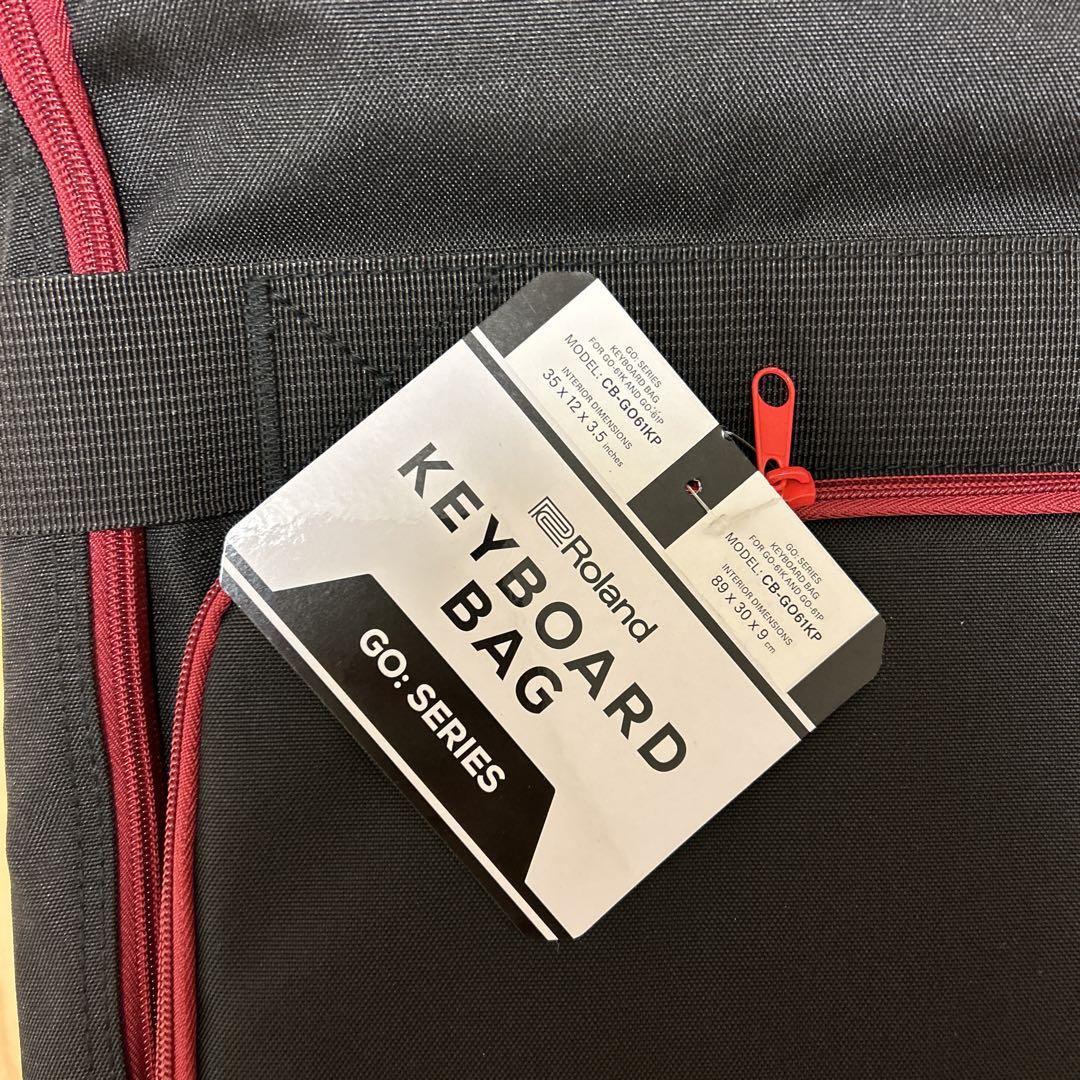 GO: SERIES
KEYBOARD BAG
FOR GO-61K AND GO-61P
MODEL: CB-GO61KP
INTERIOR DIMENSIONS
35 x 12 x 3.5 inches
GO: SERIES
KEYBOARD BAG
FOR GO-61K AND GO-61P
MODEL: CB-GO61KP
INTERIOR DIMENSIONS
89 x 30 x 9 cm
Roland
KEYBOARD
BAG
GO: SERIES